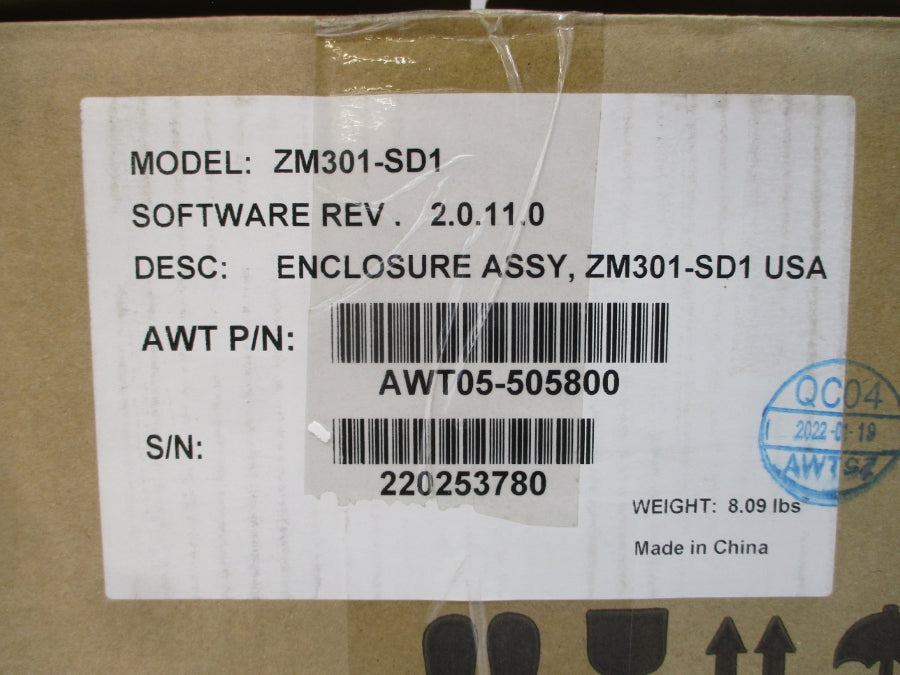 MODEL: ZM301-SD1
SOFTWARE REV . 2.0.11.0
DESC: ENCLOSURE ASSY, ZM301-SD1 USA
AWT P/N:
AWT05-505800
S/N:
220253780
QC04
2022-01-19
AWTSZ
WEIGHT: 8.09 lbs
Made in China